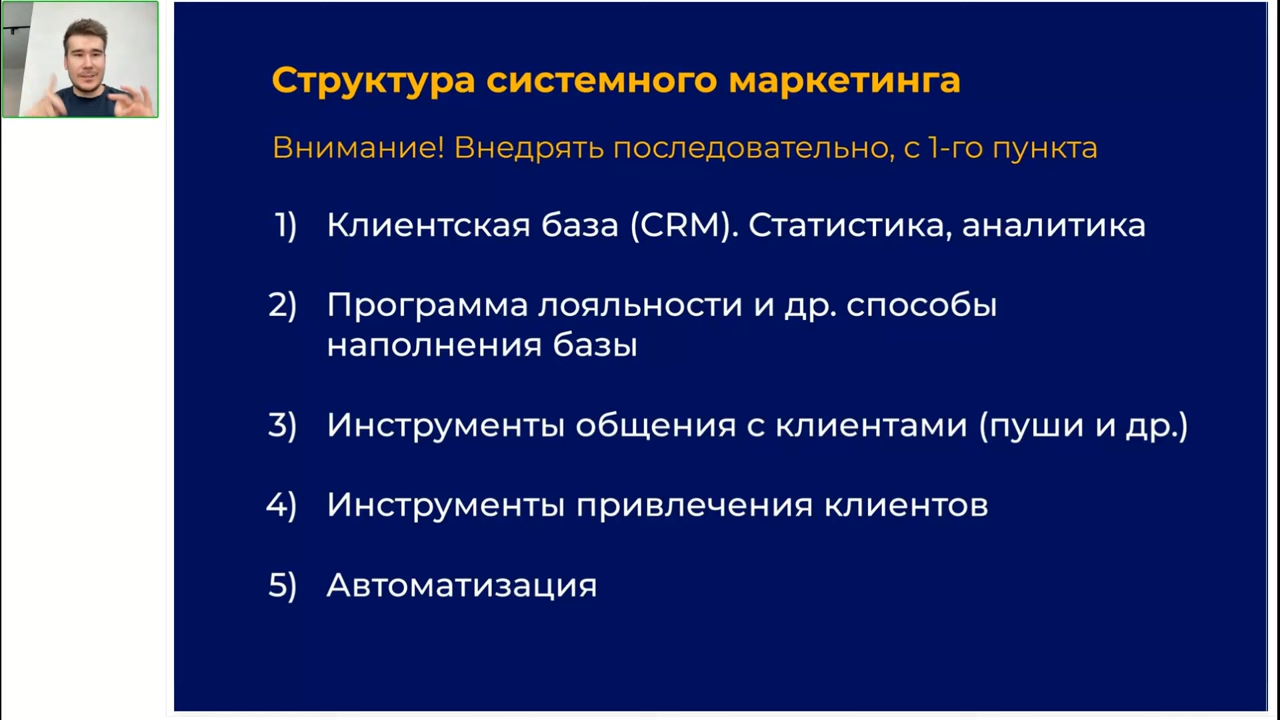 Структура системного маркетинга
Внимание! Внедрять последовательно, с 1-го пункта
1) Клиентская база (CRM). Статистика, аналитика
2) Программа лояльности и др. способы
наполнения базы
3) Инструменты общения с клиентами (пуши и др.)
4) Инструменты привлечения клиентов
5) Автоматизация